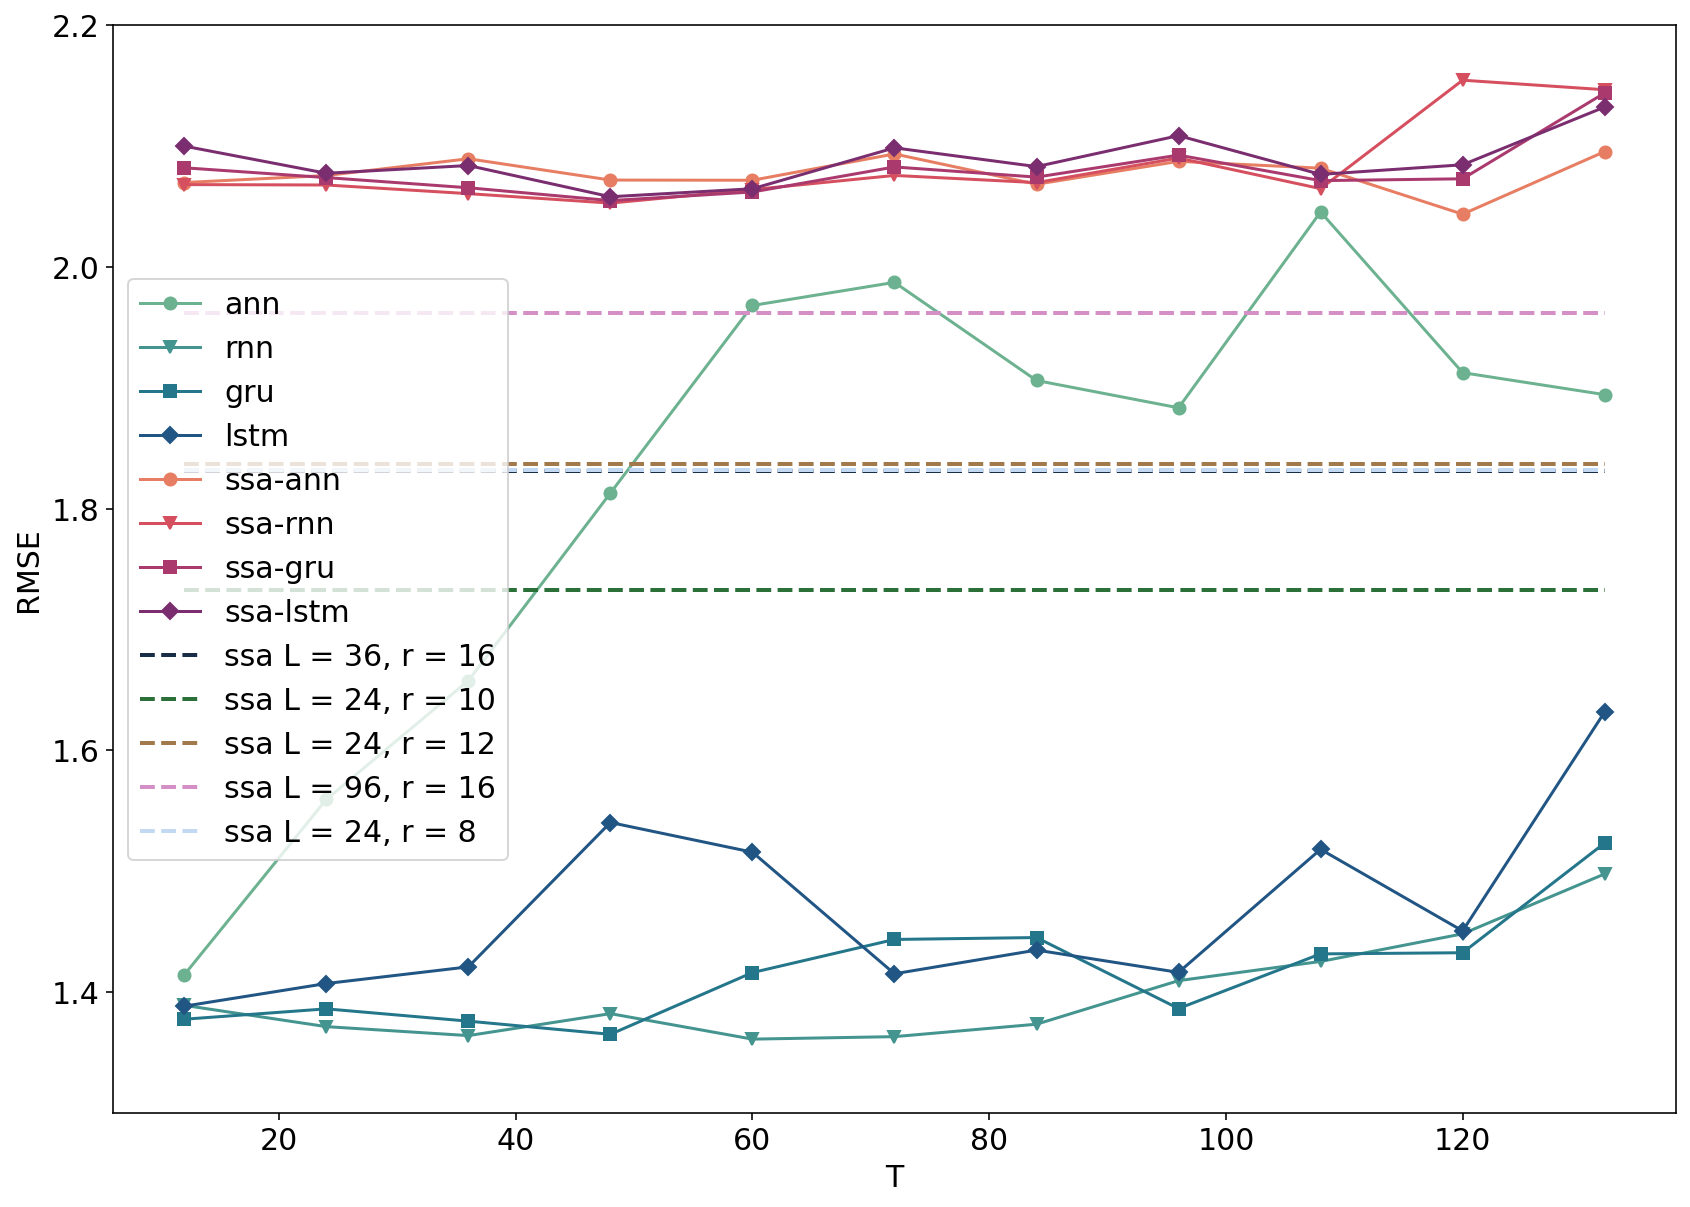 2.2
2.0
1.8
1.6
1.4
RMSE
ann
rnn
gru
lstm
ssa-ann
ssa-rnn
ssa-gru
ssa-lstm
ssa L = 36, r = 16
ssa L = 24, r = 10
ssa L = 24, r = 12
ssa L = 96, r = 16
ssa L = 24, r = 8
20 40 60 80 100 120
T